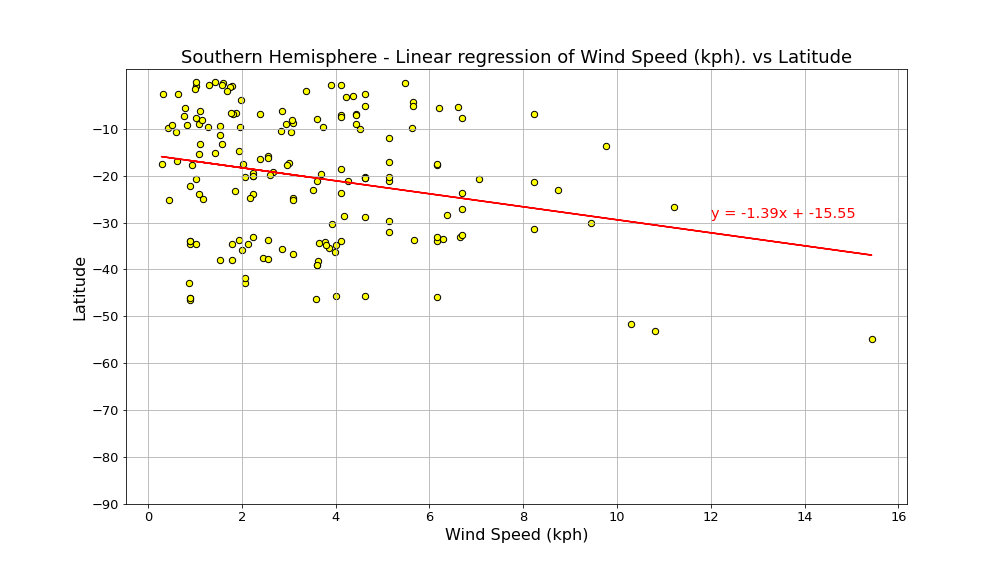 Southern Hemisphere - Linear regression of Wind Speed (kph). vs Latitude
−10
−20
−30
−40
−50
−60
−70
−80
−90
Latitude
y = -1.39x + -15.55
0 2 4 6 8 10 12 14 16
Wind Speed (kph)